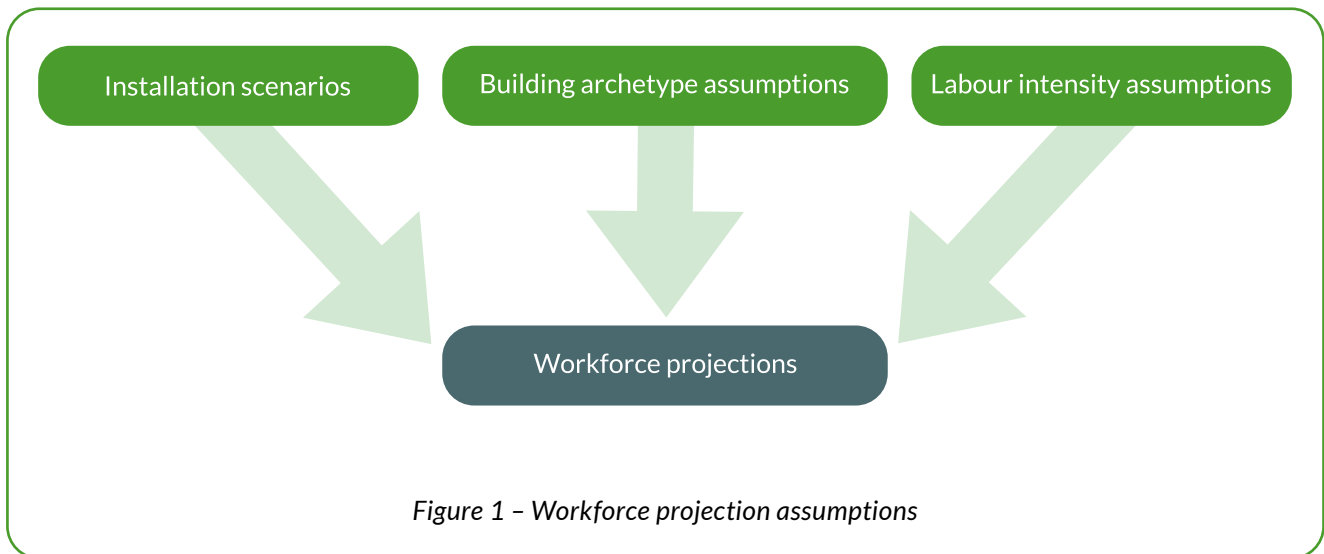 Installation scenarios
Building archetype assumptions
Labour intensity assumptions
Workforce projections
Figure 1 – Workforce projection assumptions